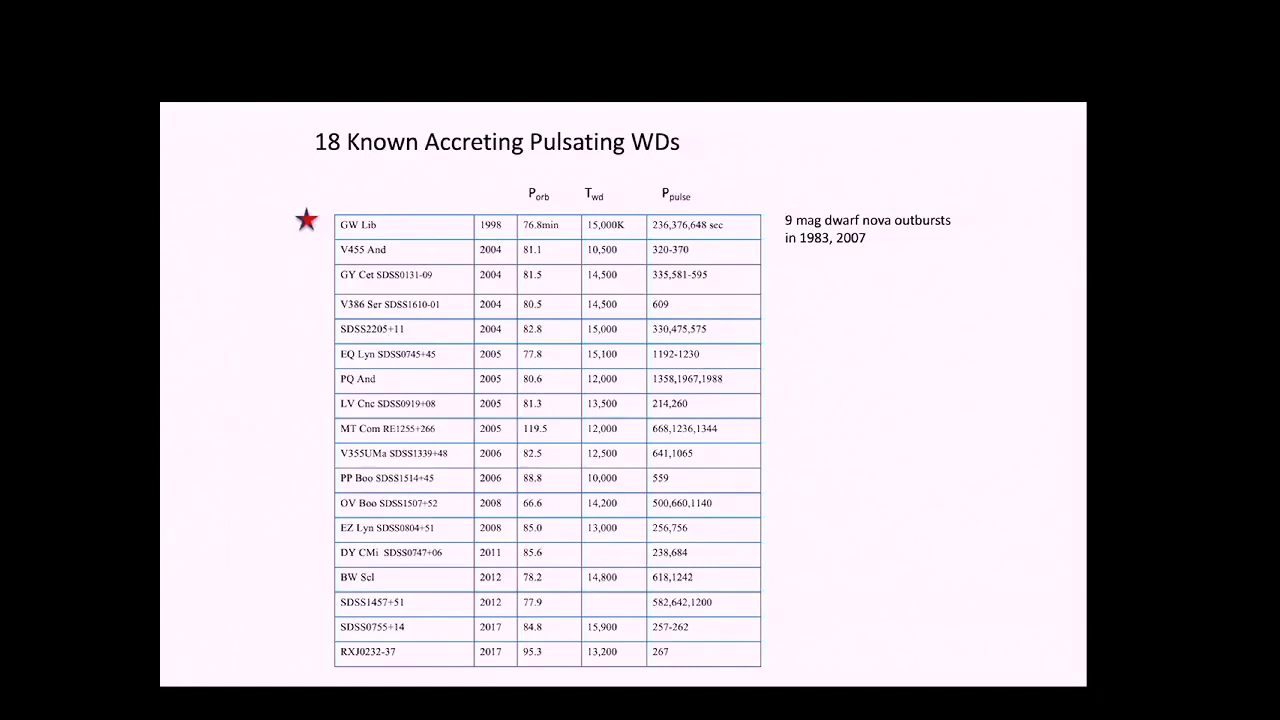 18 Known Accreting Pulsating WDs
Porb Twd Ppulse
GW Lib 1998 76.8min 15,000K 236,376,648 sec
9 mag dwarf nova outbursts
in 1983, 2007
V455 And 2004 81.1 10,500 320-370
GY Cet SDSS0131-09 2004 81.5 14,500 335,581-595
V386 Ser SDSS1610-01 2004 80.5 14,500 609
SDSS2205+11 2004 82.8 15,000 330,475,575
EQ Lyn SDSS0745+45 2005 77.8 15,100 1192-1230
PQ And 2005 80.6 12,000 1358,1967,1988
LV Cnc SDSS0919+08 2005 81.3 13,500 214,260
MT Com RE1255+266 2005 119.5 12,000 668,1236,1344
V355UMa SDSS1339+48 2006 82.5 12,500 641,1065
PP Boo SDSS1514+45 2006 88.8 10,000 559
OV Boo SDSS1507+52 2008 66.6 14,200 500,660,1140
EZ Lyn SDSS0804+51 2008 85.0 13,000 256,756
DY CMi SDSS0747+06 2011 85.6 238,684
BW Scl 2012 78.2 14,800 618,1242
SDSS1457+51 2012 77.9 582,642,1200
SDSS0755+14 2017 84.8 15,900 257-262
RXJ0232-37 2017 95.3 13,200 267